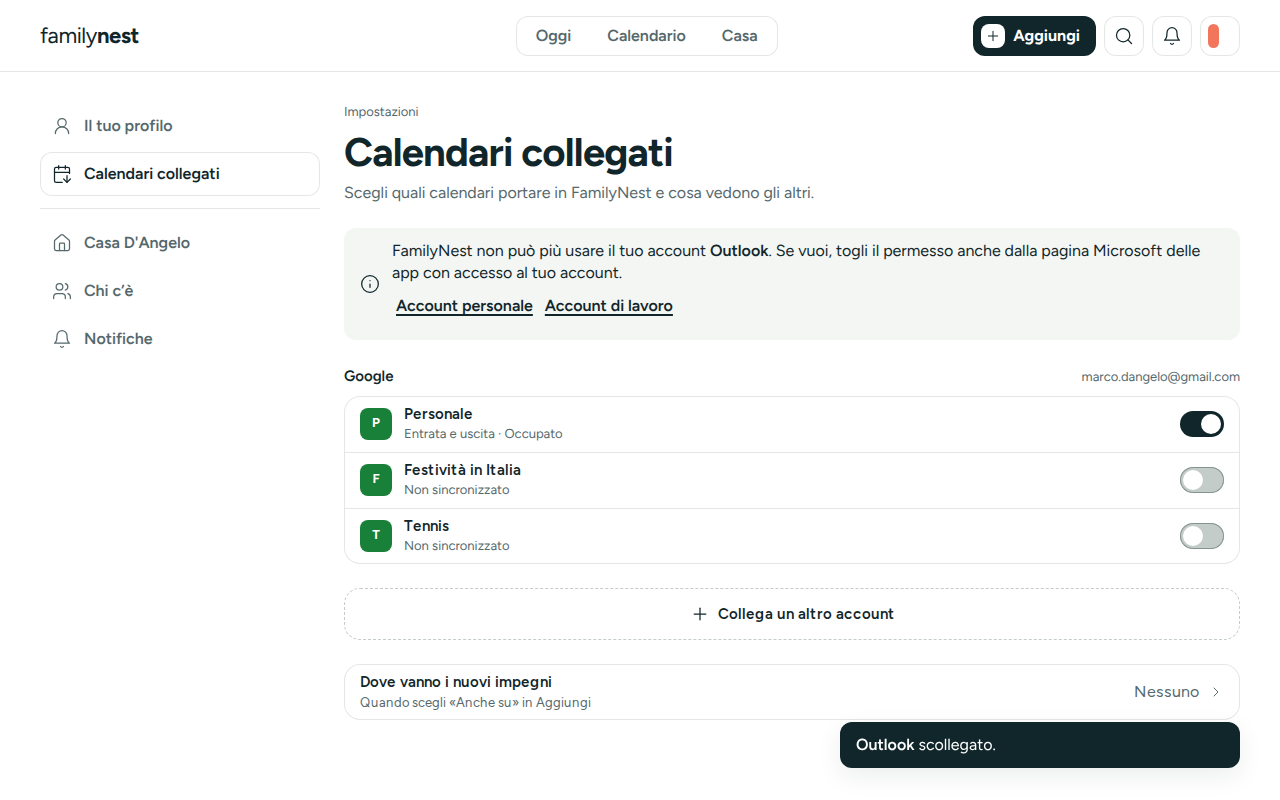 familynest
Oggi
Calendario
Casa
Aggiungi
Il tuo profilo
Calendari collegati
Casa D'Angelo
Chi c’è
Notifiche
Impostazioni
Calendari collegati
Scegli quali calendari portare in FamilyNest e cosa vedono gli altri.
FamilyNest non può più usare il tuo account Outlook. Se vuoi, togli il permesso anche dalla pagina Microsoft delle
app con accesso al tuo account.
Account personale
Account di lavoro
Google
marco.dangelo@gmail.com
P
Personale
Entrata e uscita · Occupato
F
Festività in Italia
Non sincronizzato
T
Tennis
Non sincronizzato
Collega un altro account
Dove vanno i nuovi impegni
Quando scegli «Anche su» in Aggiungi
Nessuno
Outlook scollegato.